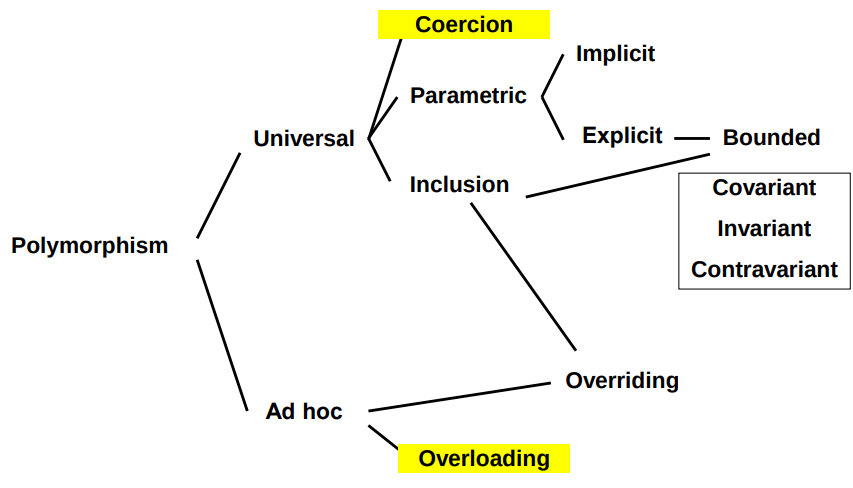 Coercion
Implicit
Parametric
Explicit
Bounded
Universal
Inclusion
Covariant
Invariant
Contravariant
Polymorphism
Overriding
Ad hoc
Overloading